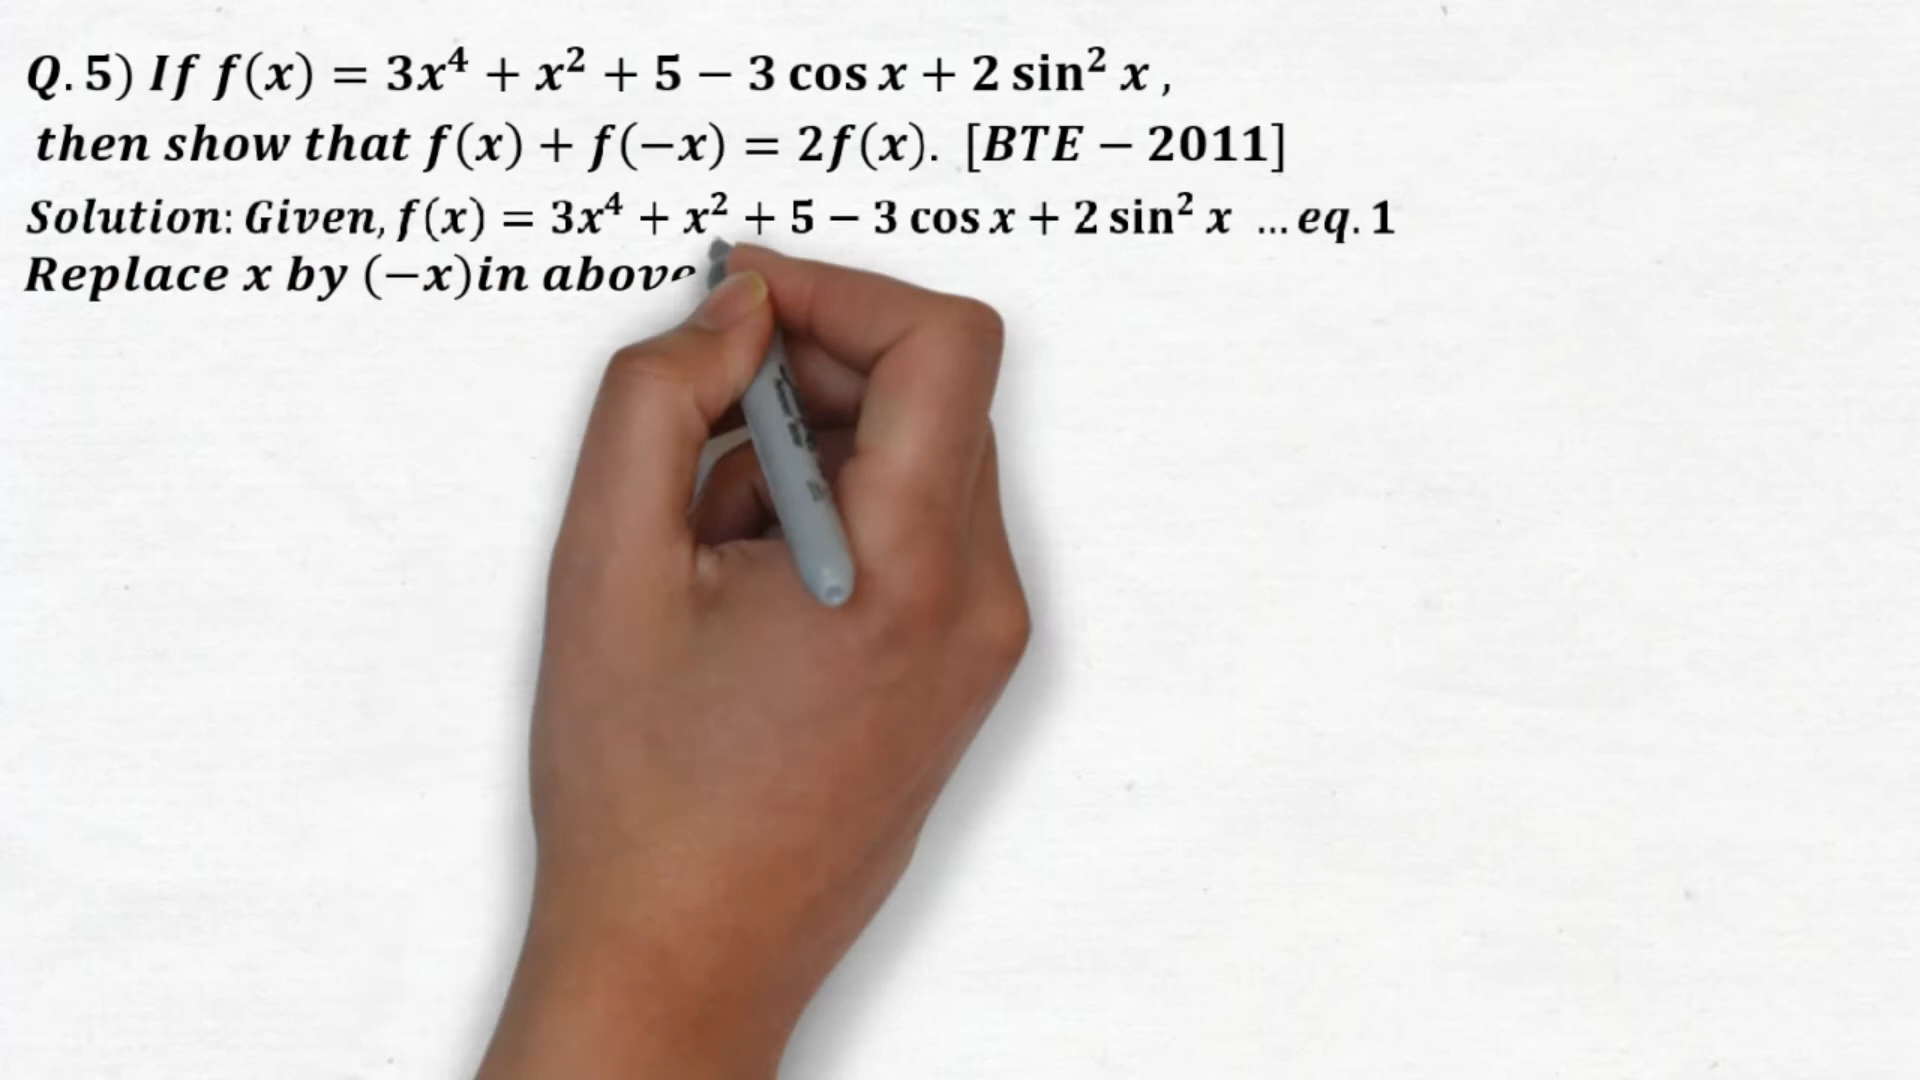 Q. 5) If f(x) = 3x⁴ + x² + 5 − 3 cos x + 2 sin² x ,
then show that f(x) + f(−x) = 2f(x). [BTE − 2011]
Solution: Given, f(x) = 3x⁴ + x² + 5 − 3 cos x + 2 sin² x ... eq. 1
Replace x by (−x)in above